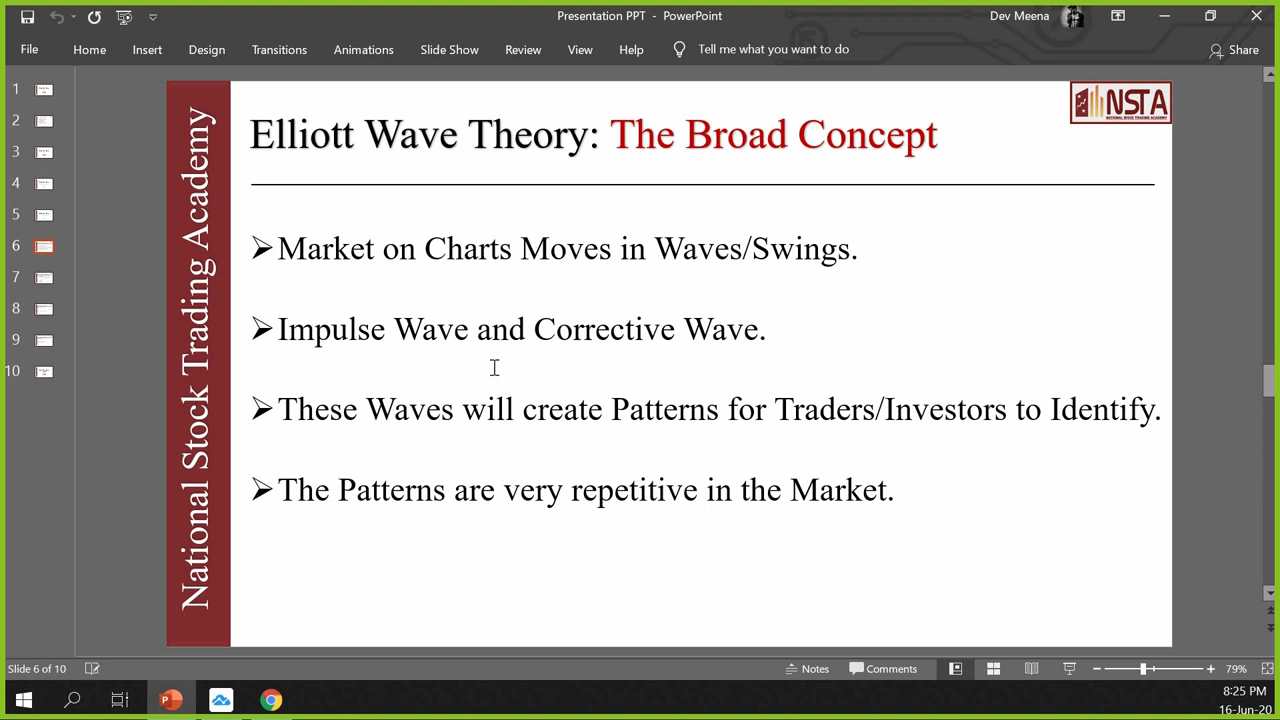 Presentation PPT - PowerPoint
Dev Meena
File Home Insert Design Transitions Animations Slide Show Review View Help Tell me what you want to do Share
1
2
3
4
5
6
7
8
9
10
National Stock Trading Academy
NSTA
NATIONAL STOCK TRADING ACADEMY
Elliott Wave Theory: The Broad Concept
➢Market on Charts Moves in Waves/Swings.
➢Impulse Wave and Corrective Wave.
➢These Waves will create Patterns for Traders/Investors to Identify.
➢The Patterns are very repetitive in the Market.
Slide 6 of 10 Notes Comments 79%
8:25 PM
16-Jun-20